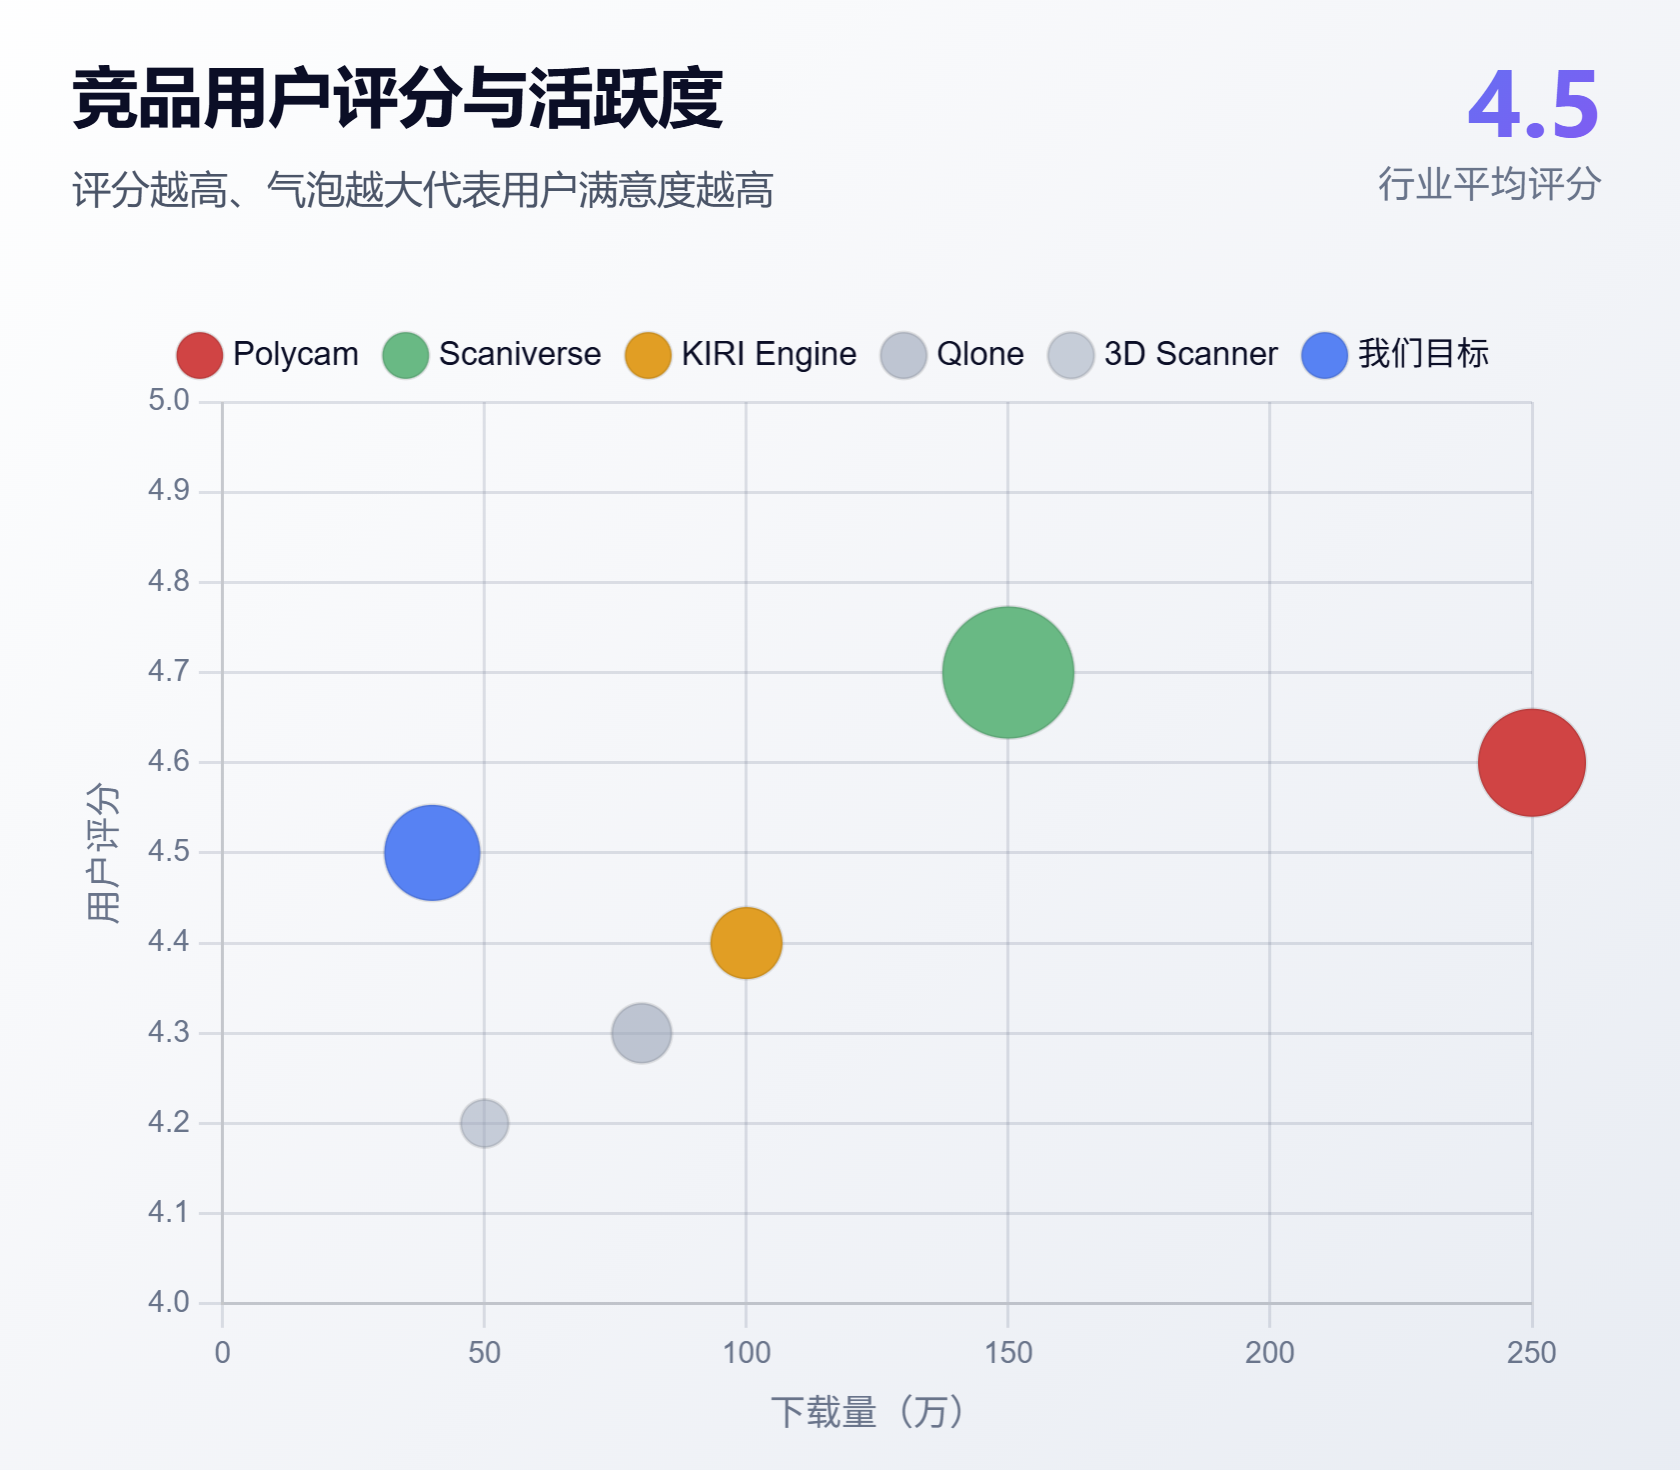 竞品用户评分与活跃度
评分越高、气泡越大代表用户满意度越高
4.5
行业平均评分
Polycam
Scaniverse
KIRI Engine
Qlone
3D Scanner
我们目标
用户评分
5.0
4.9
4.8
4.7
4.6
4.5
4.4
4.3
4.2
4.1
4.0
0
50
100
150
200
250
下载量（万）